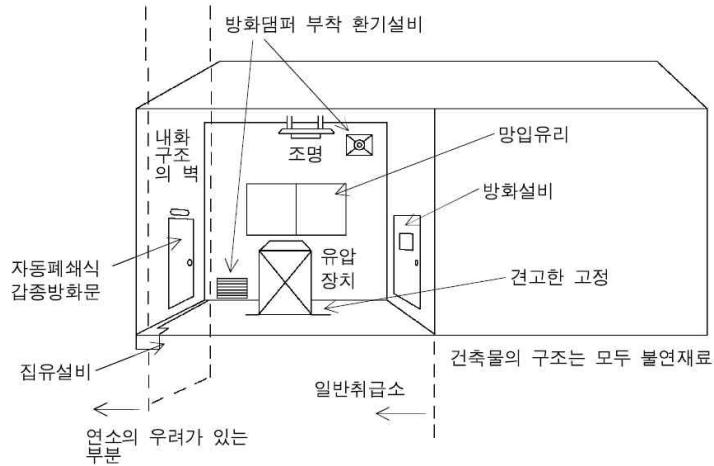 방화댐퍼 부착 환기설비
내화
구조
의 벽
조명
망입유리
방화설비
자동폐쇄식
갑종방화문
유압
장치
견고한 고정
집유설비
건축물의 구조는 모두 불연재료
일반취급소
연소의 우려가 있는
부분